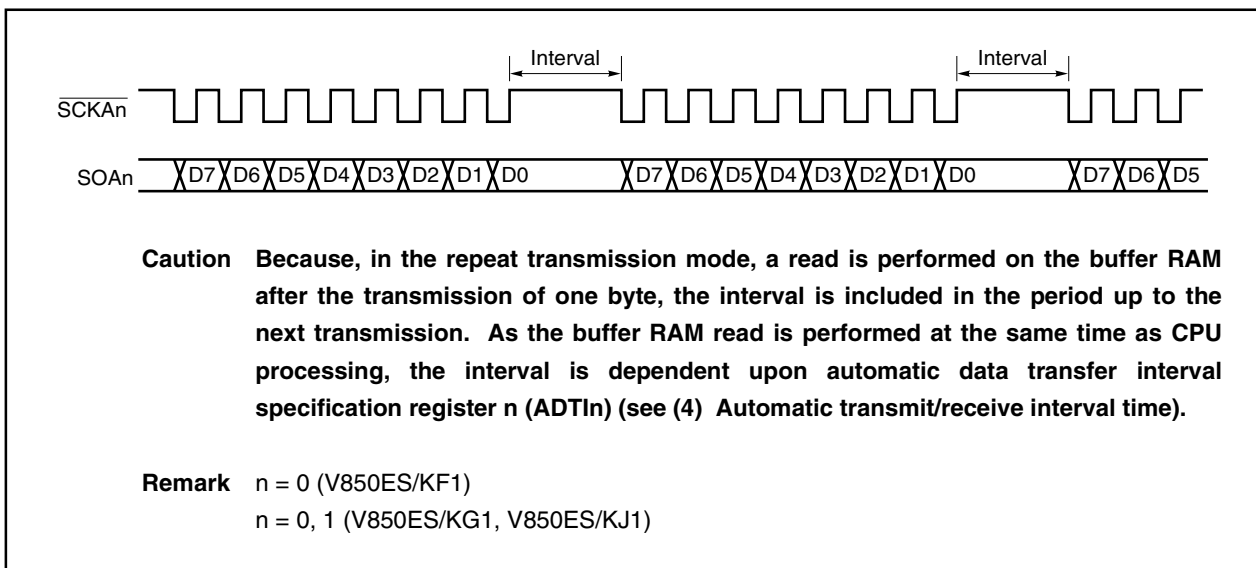 Interval Interval
SCKAn
SOAn D7 D6 D5 D4 D3 D2 D1 D0 D7 D6 D5 D4 D3 D2 D1 D0 D7 D6 D5
Caution Because, in the repeat transmission mode, a read is performed on the buffer RAM
after the transmission of one byte, the interval is included in the period up to the
next transmission. As the buffer RAM read is performed at the same time as CPU
processing, the interval is dependent upon automatic data transfer interval
specification register n (ADTIn) (see (4) Automatic transmit/receive interval time).
Remark n = 0 (V850ES/KF1)
n = 0, 1 (V850ES/KG1, V850ES/KJ1)